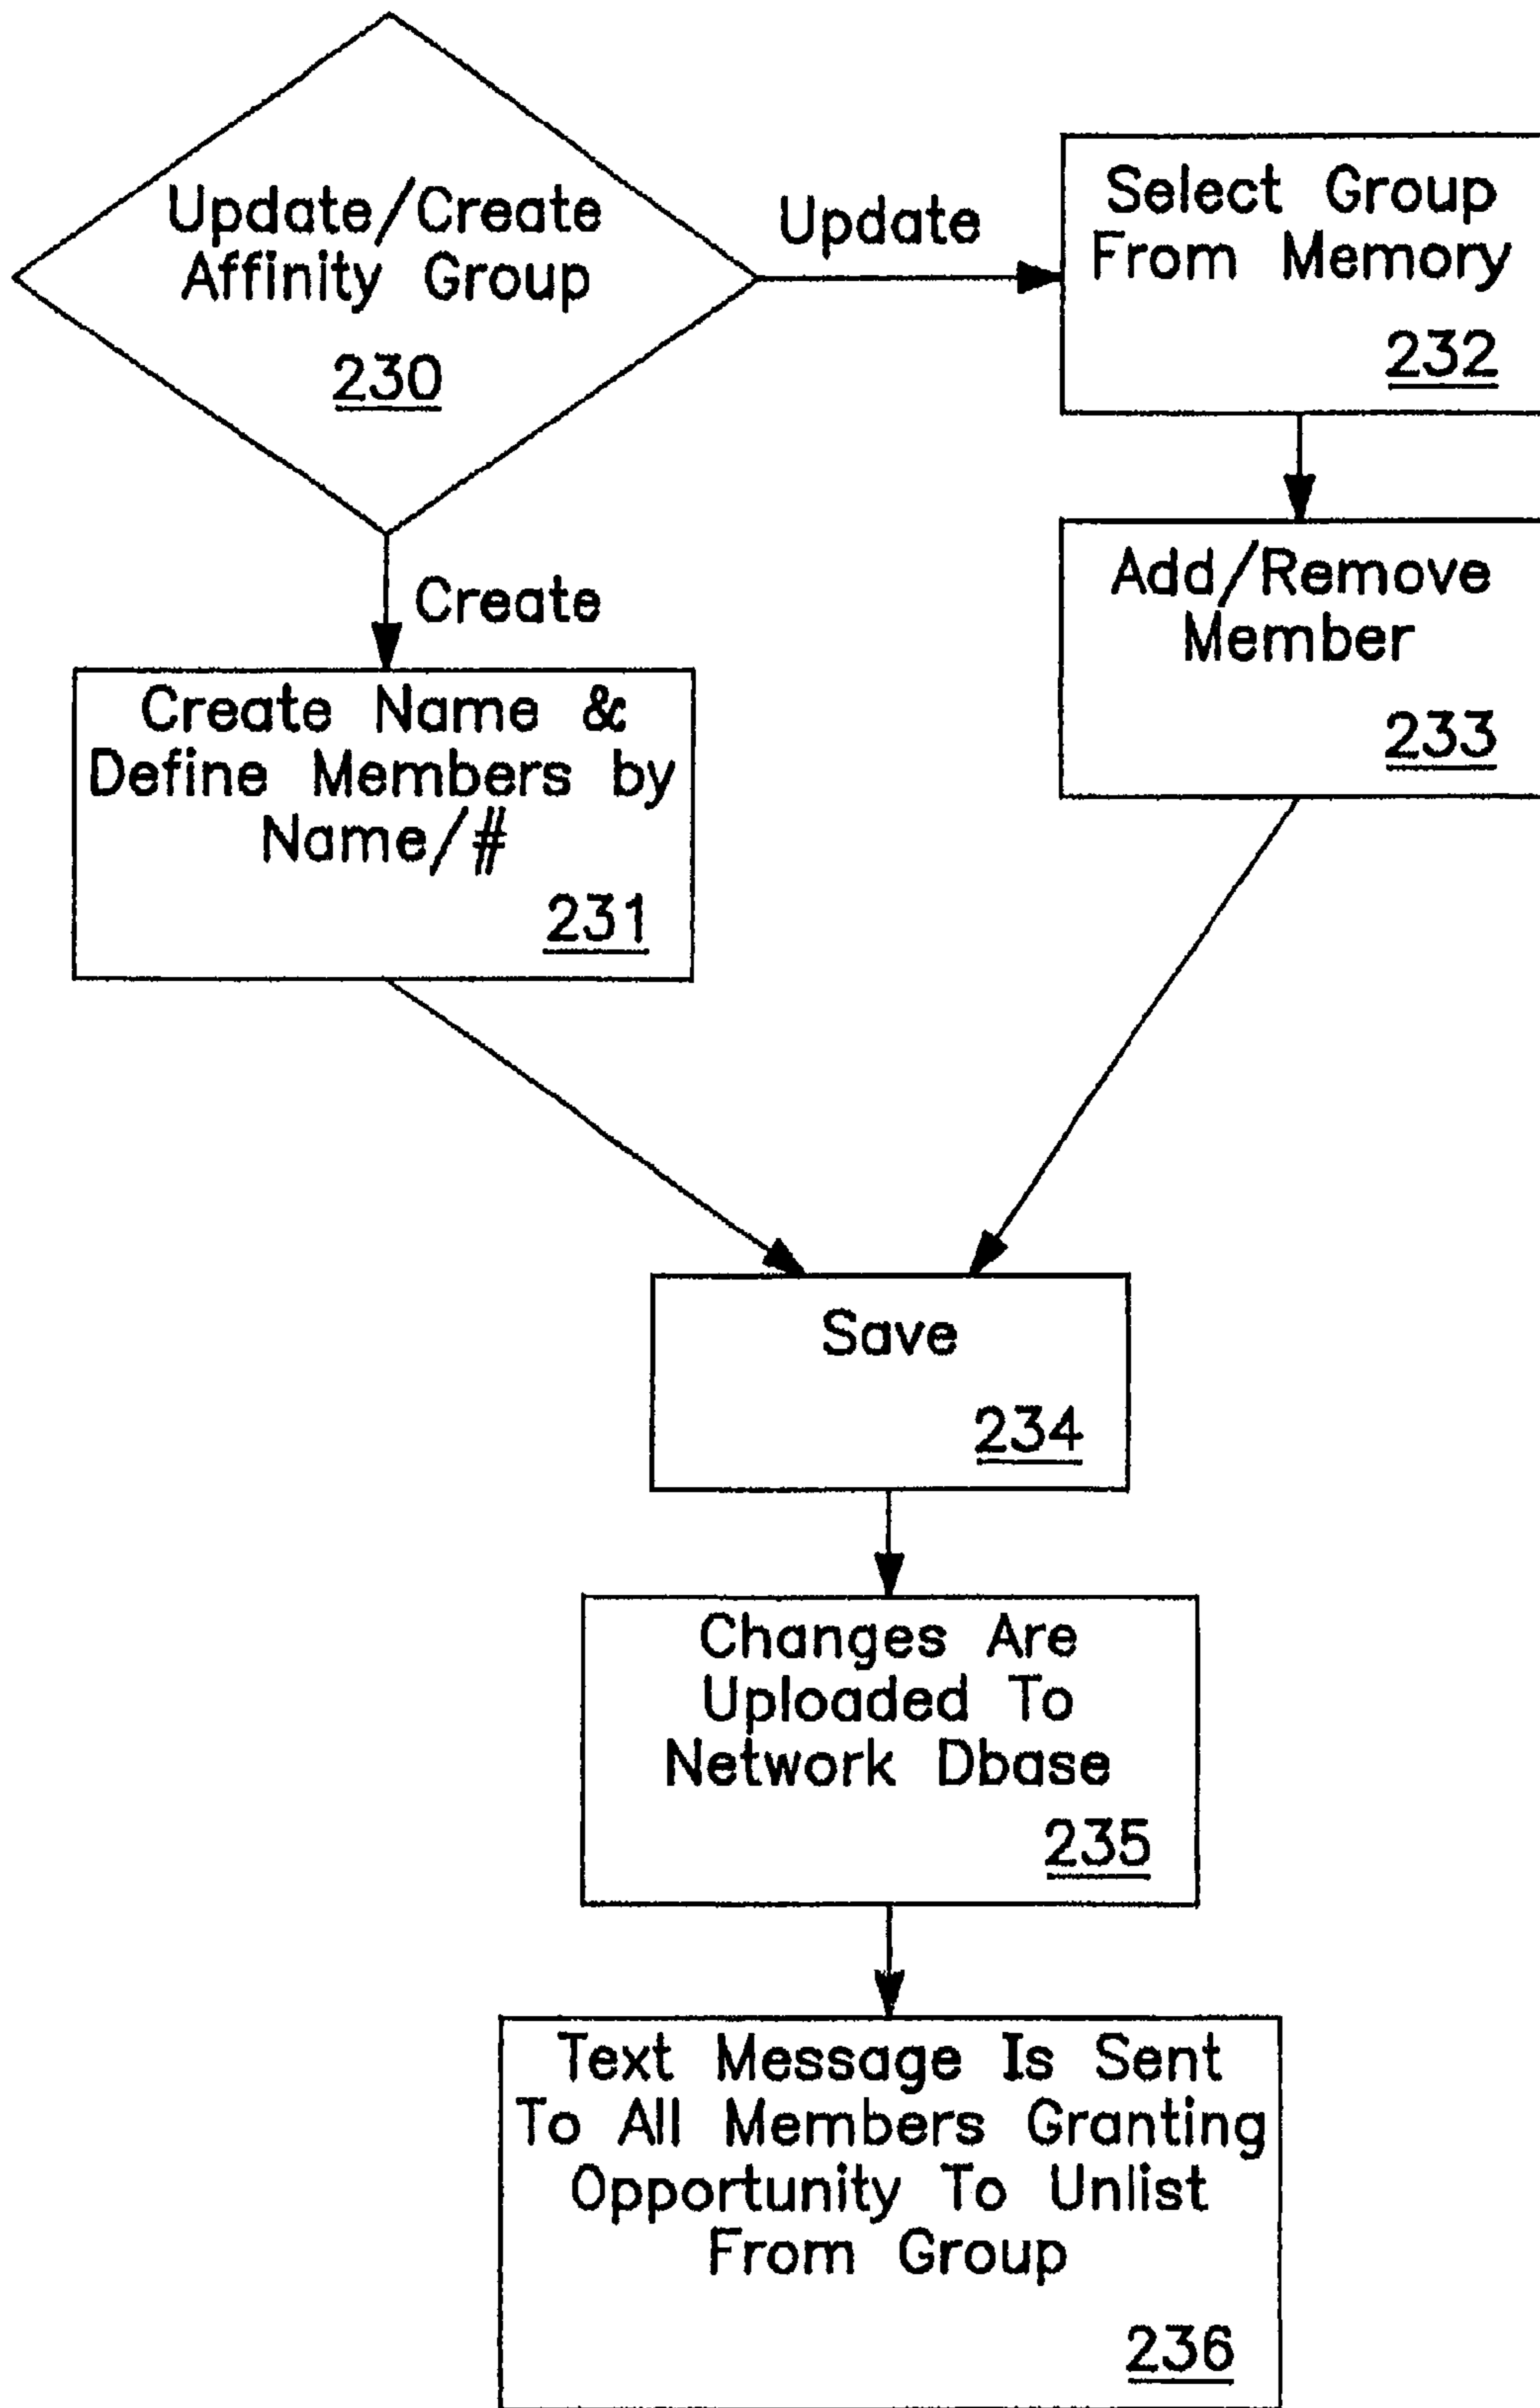 Update/Create
Affinity Group
230
Update
Select Group
From Memory
232
Create
Add/Remove
Member
233
Create Name &
Define Members by
Name/#
231
Save
234
Changes Are
Uploaded To
Network Dbase
235
Text Message Is Sent
To All Members Granting
Opportunity To Unlist
From Group
236